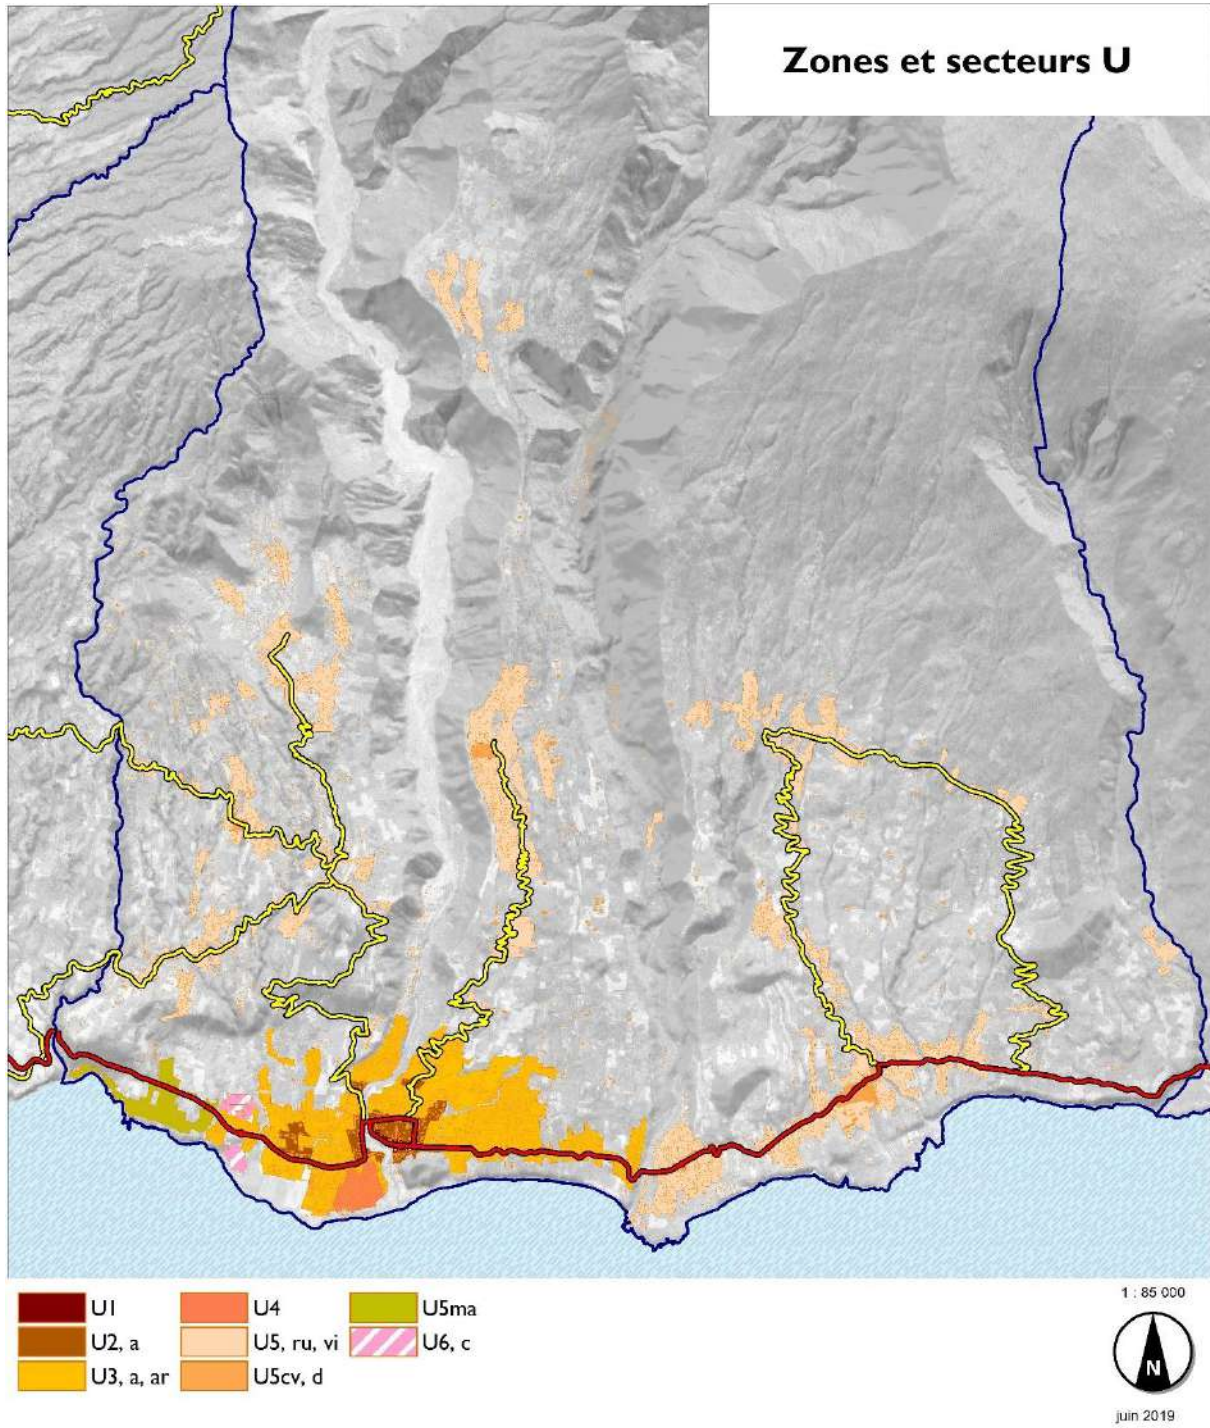 Zones et secteurs U
U1
U2, a
U3, a, ar
U4
U5, ru, vi
U5cv, d
U5ma
U6, c
1 : 85 000
N
juin 2019